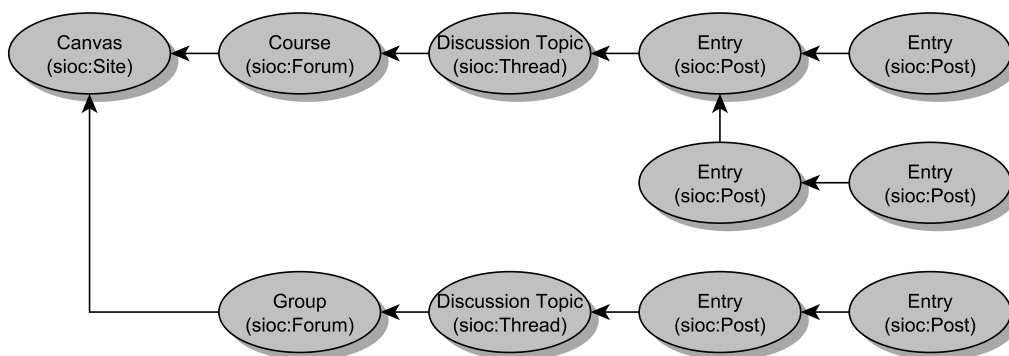 Canvas
(sioc:Site)
Course
(sioc:Forum)
Discussion Topic
(sioc:Thread)
Entry
(sioc:Post)
Entry
(sioc:Post)
Entry
(sioc:Post)
Entry
(sioc:Post)
Group
(sioc:Forum)
Discussion Topic
(sioc:Thread)
Entry
(sioc:Post)
Entry
(sioc:Post)